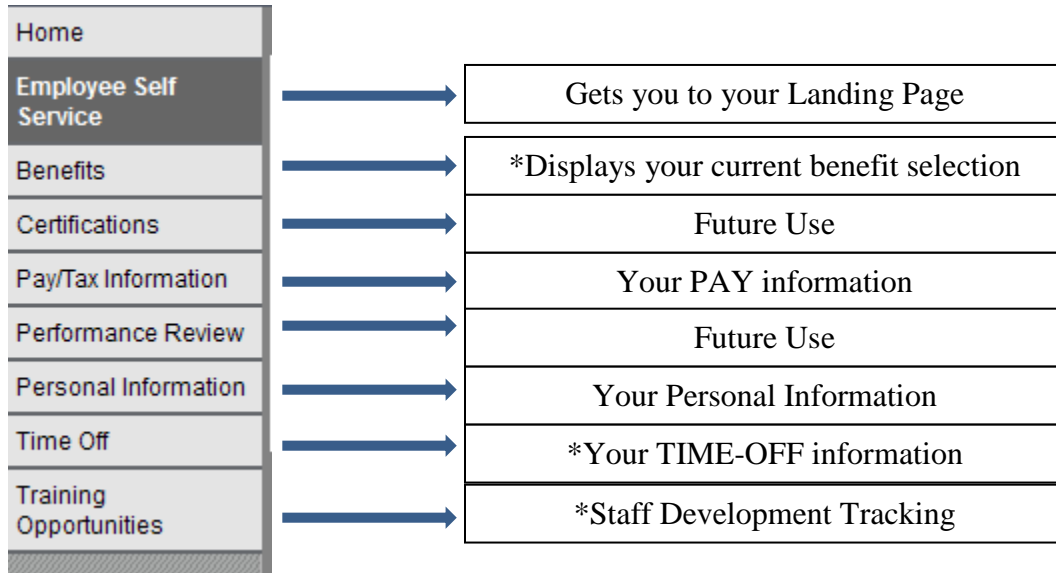 Home
Employee Self
Service
Gets you to your Landing Page
Benefits
*Displays your current benefit selection
Certifications
Future Use
Pay/Tax Information
Your PAY information
Performance Review
Future Use
Personal Information
Your Personal Information
Time Off
*Your TIME-OFF information
Training
Opportunities
*Staff Development Tracking